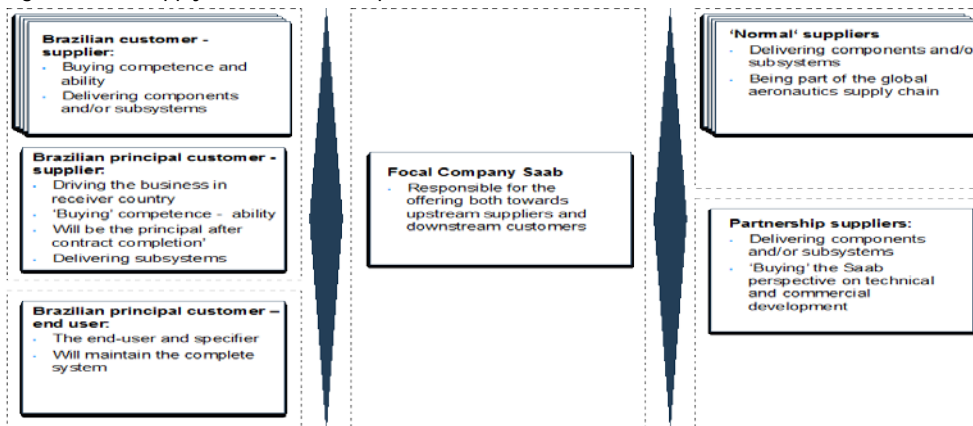 Brazilian customer -
supplier:
• Buying competence and
ability
• Delivering components
and/or subsystems
Brazilian principal customer -
supplier:
• Driving the business in
receiver country
• 'Buying' competence - ability
• Will be the principal after
contract completion'
• Delivering subsystems
Brazilian principal customer –
end user:
• The end-user and specifier
• Will maintain the complete
system
Focal Company Saab
• Responsible for the
offering both towards
upstream suppliers and
downstream customers
'Normal' suppliers
• Delivering components and/o
subsystems
• Being part of the global
aeronautics supply chain
Partnership suppliers:
• Delivering components
and/or subsystems
• 'Buying' the Saab
perspective on technical
and commercial
development